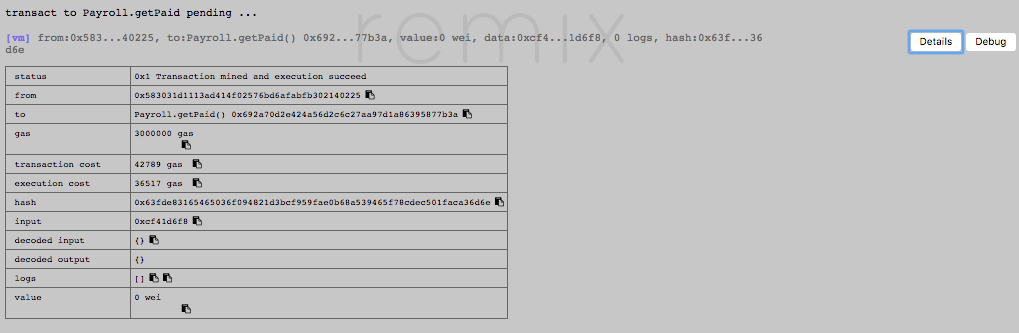 transact to Payroll.getPaid pending ...
remix
[vm] from:0x583...40225, to:Payroll.getPaid() 0x692...77b3a, value:0 wei, data:0xcf4...1d6f8, 0 logs, hash:0x63f...36
d6e
Details
Debug
status 0x1 Transaction mined and execution succeed
from 0x583031d1113ad414f02576bd6afabfb302140225
to Payroll.getPaid() 0x692a70d2e424a56d2c6c27aa97d1a86395877b3a
gas 3000000 gas
transaction cost 42789 gas
execution cost 36517 gas
hash 0x63fde83165465036f094821d3bcf959fae0b68a539465f78cdec501faca36d6e
input 0xcf41d6f8
decoded input {}
decoded output {}
logs []
value 0 wei